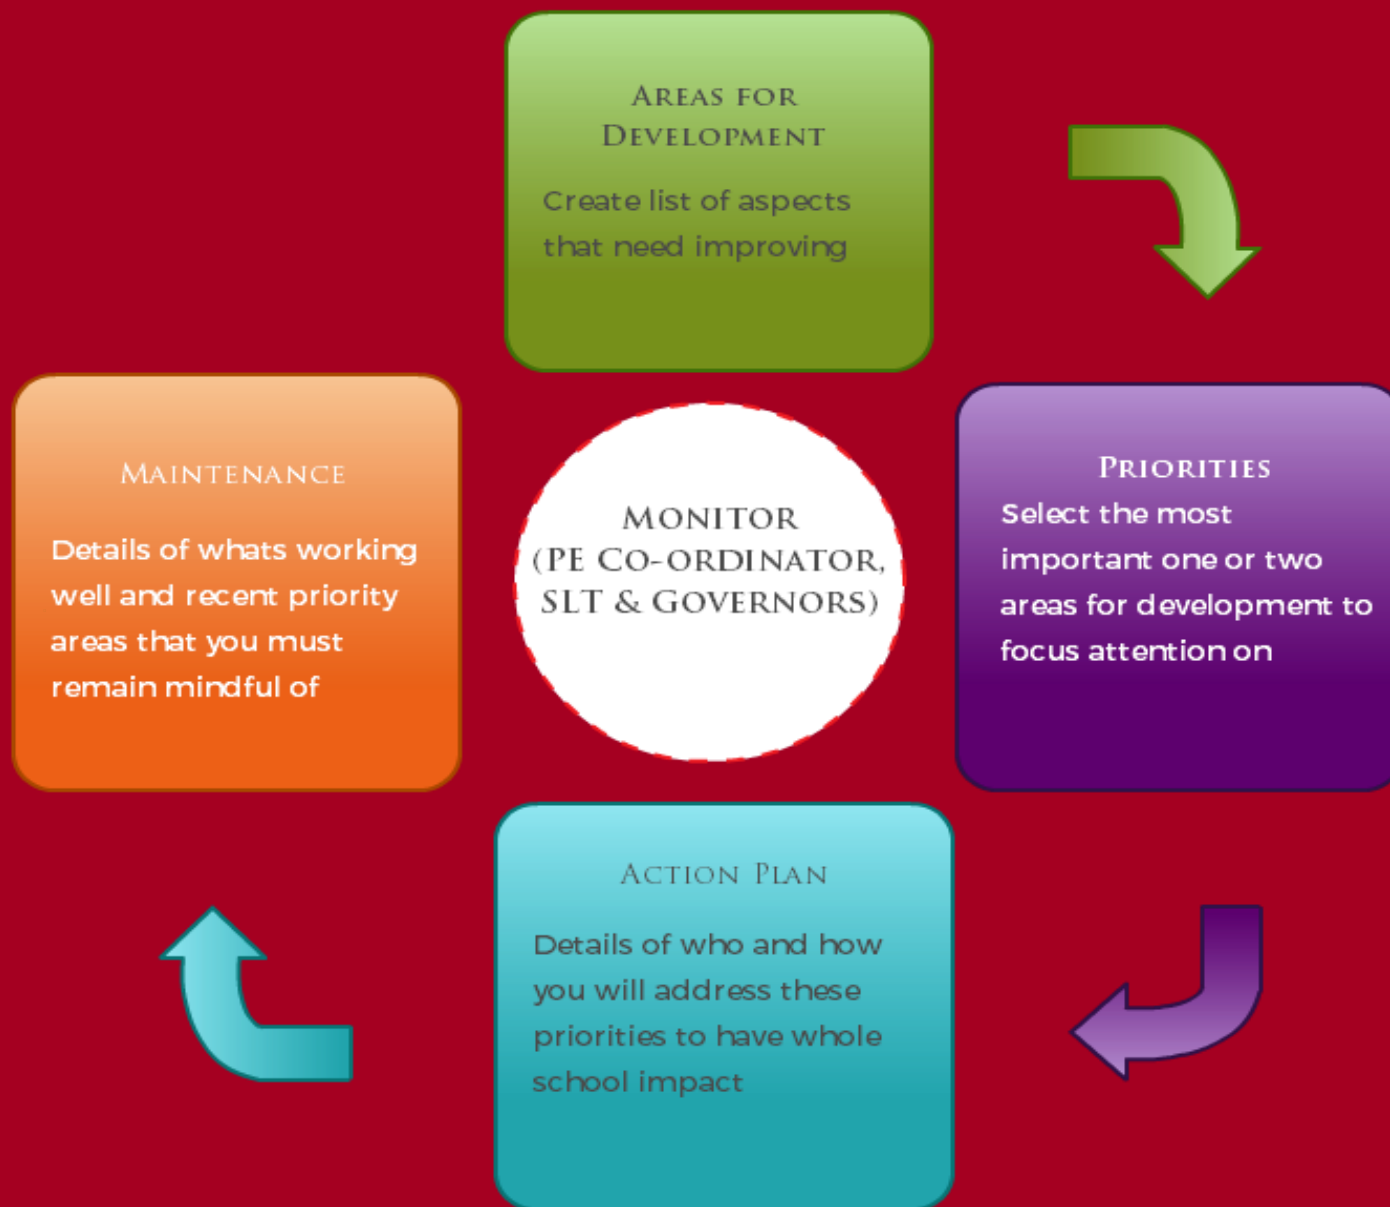 AREAS FOR
DEVELOPMENT
Create list of aspects
that need improving
MAINTENANCE
Details of whats working
well and recent priority
areas that you must
remain mindful of
MONITOR
(PE CO-ORDINATOR,
SLT & GOVERNORS)
PRIORITIES
Select the most
important one or two
areas for development to
focus attention on
ACTION PLAN
Details of who and how
you will address these
priorities to have whole
school impact